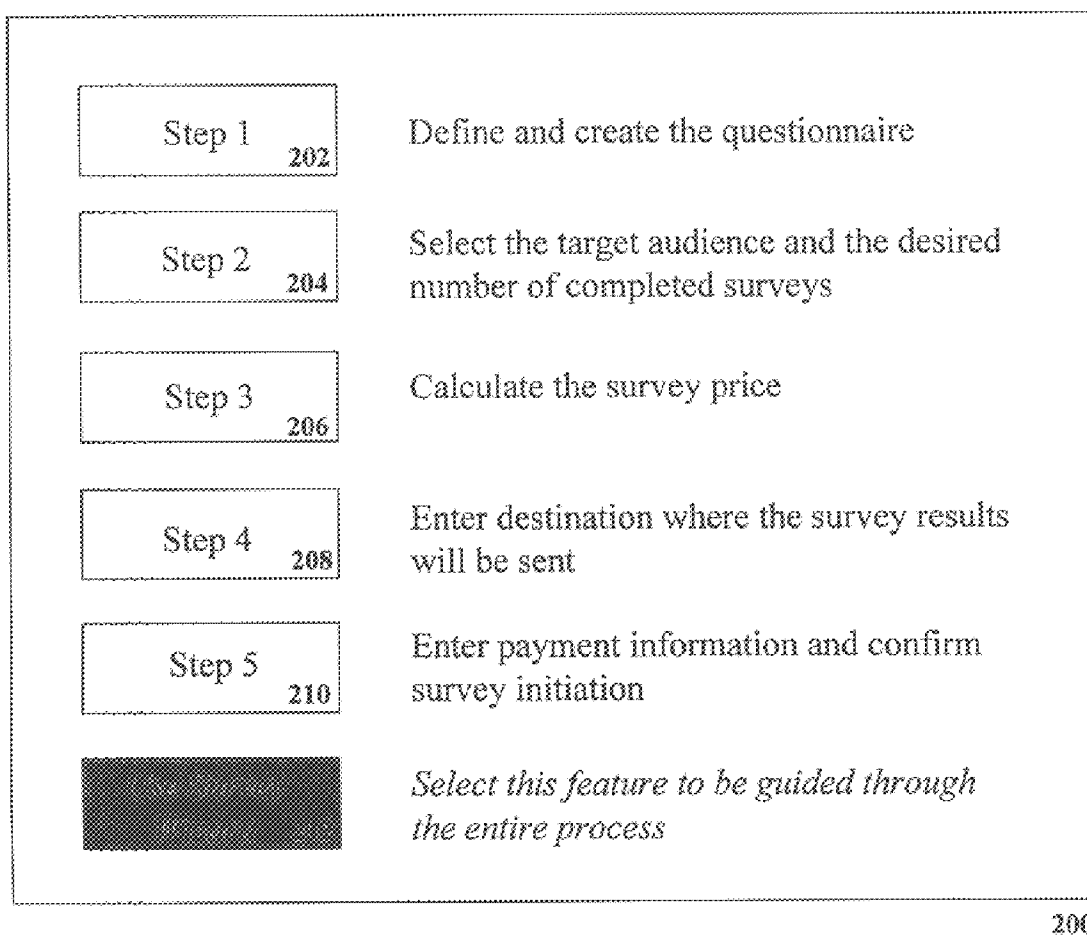 Step 1
202
Define and create the questionnaire
Step 2
204
Select the target audience and the desired
number of completed surveys
Step 3
206
Calculate the survey price
Step 4
208
Enter destination where the survey results
will be sent
Step 5
210
Enter payment information and confirm
survey initiation
Select this feature to be guided through
the entire process